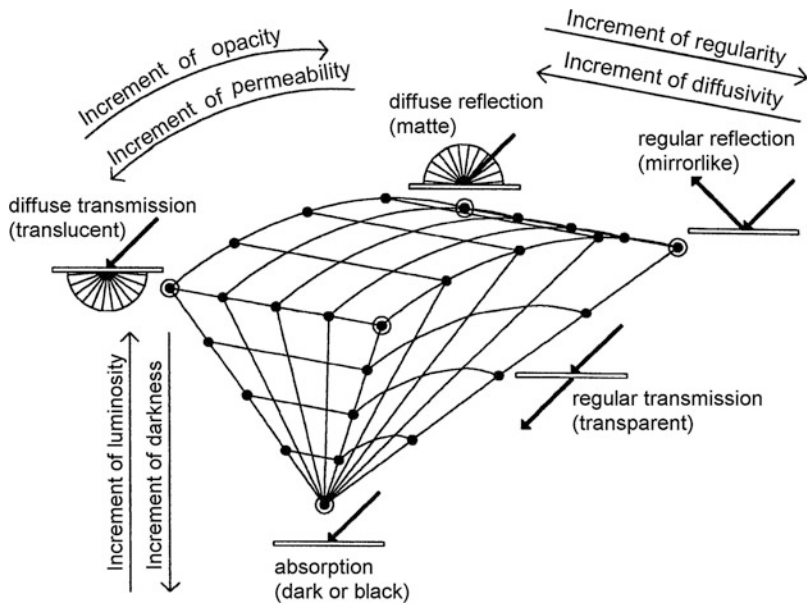 Increment of opacity
Increment of permeability
Increment of regularity
Increment of diffusivity
diffuse reflection
(matte)
regular reflection
(mirrorlike)
diffuse transmission
(translucent)
Increment of luminosity
Increment of darkness
regular transmission
(transparent)
absorption
(dark or black)